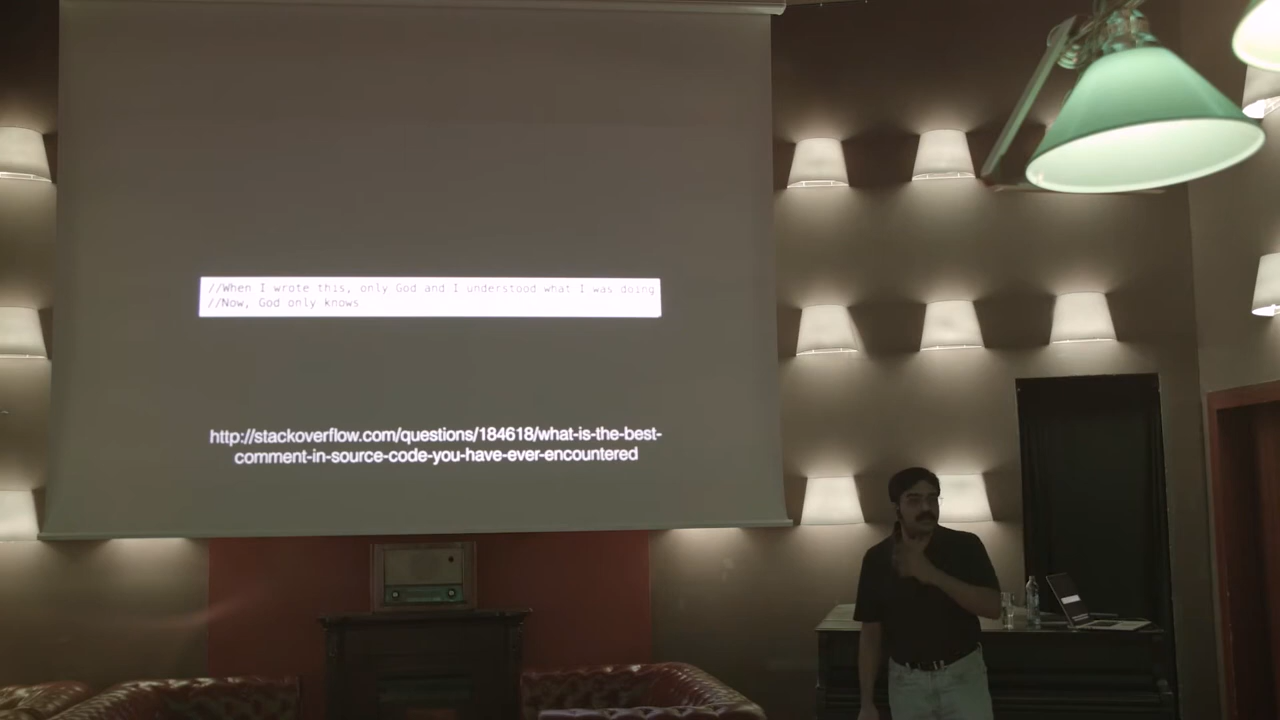 //When I wrote this, only God and I understood what I was doing
//Now, God only knows
http://stackoverflow.com/questions/184618/what-is-the-best-
comment-in-source-code-you-have-ever-encountered